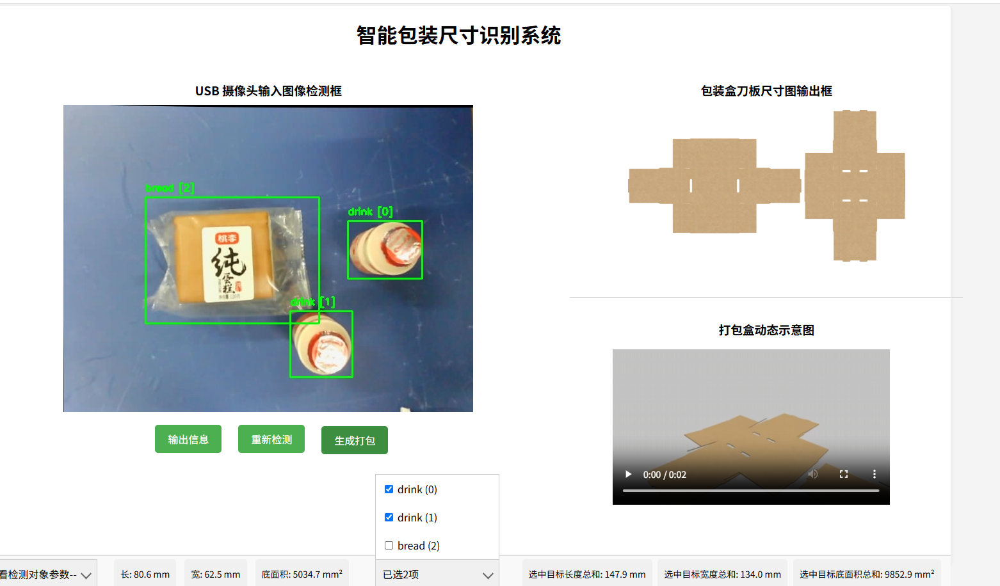 智能包装尺寸识别系统
USB 摄像头输入图像检测框
包装盒刀板尺寸图输出框
bread [2]
drink [0]
桃李
纯
蛋糕
drink [1]
打包盒动态示意图
输出信息
重新检测
生成打包
0:00 / 0:02
drink (0)
drink (1)
bread (2)
看检测对象参数--
长: 80.6 mm
宽: 62.5 mm
底面积: 5034.7 mm²
已选2项
选中目标长度总和: 147.9 mm
选中目标宽度总和: 134.0 mm
选中目标底面积总和: 9852.9 mm²